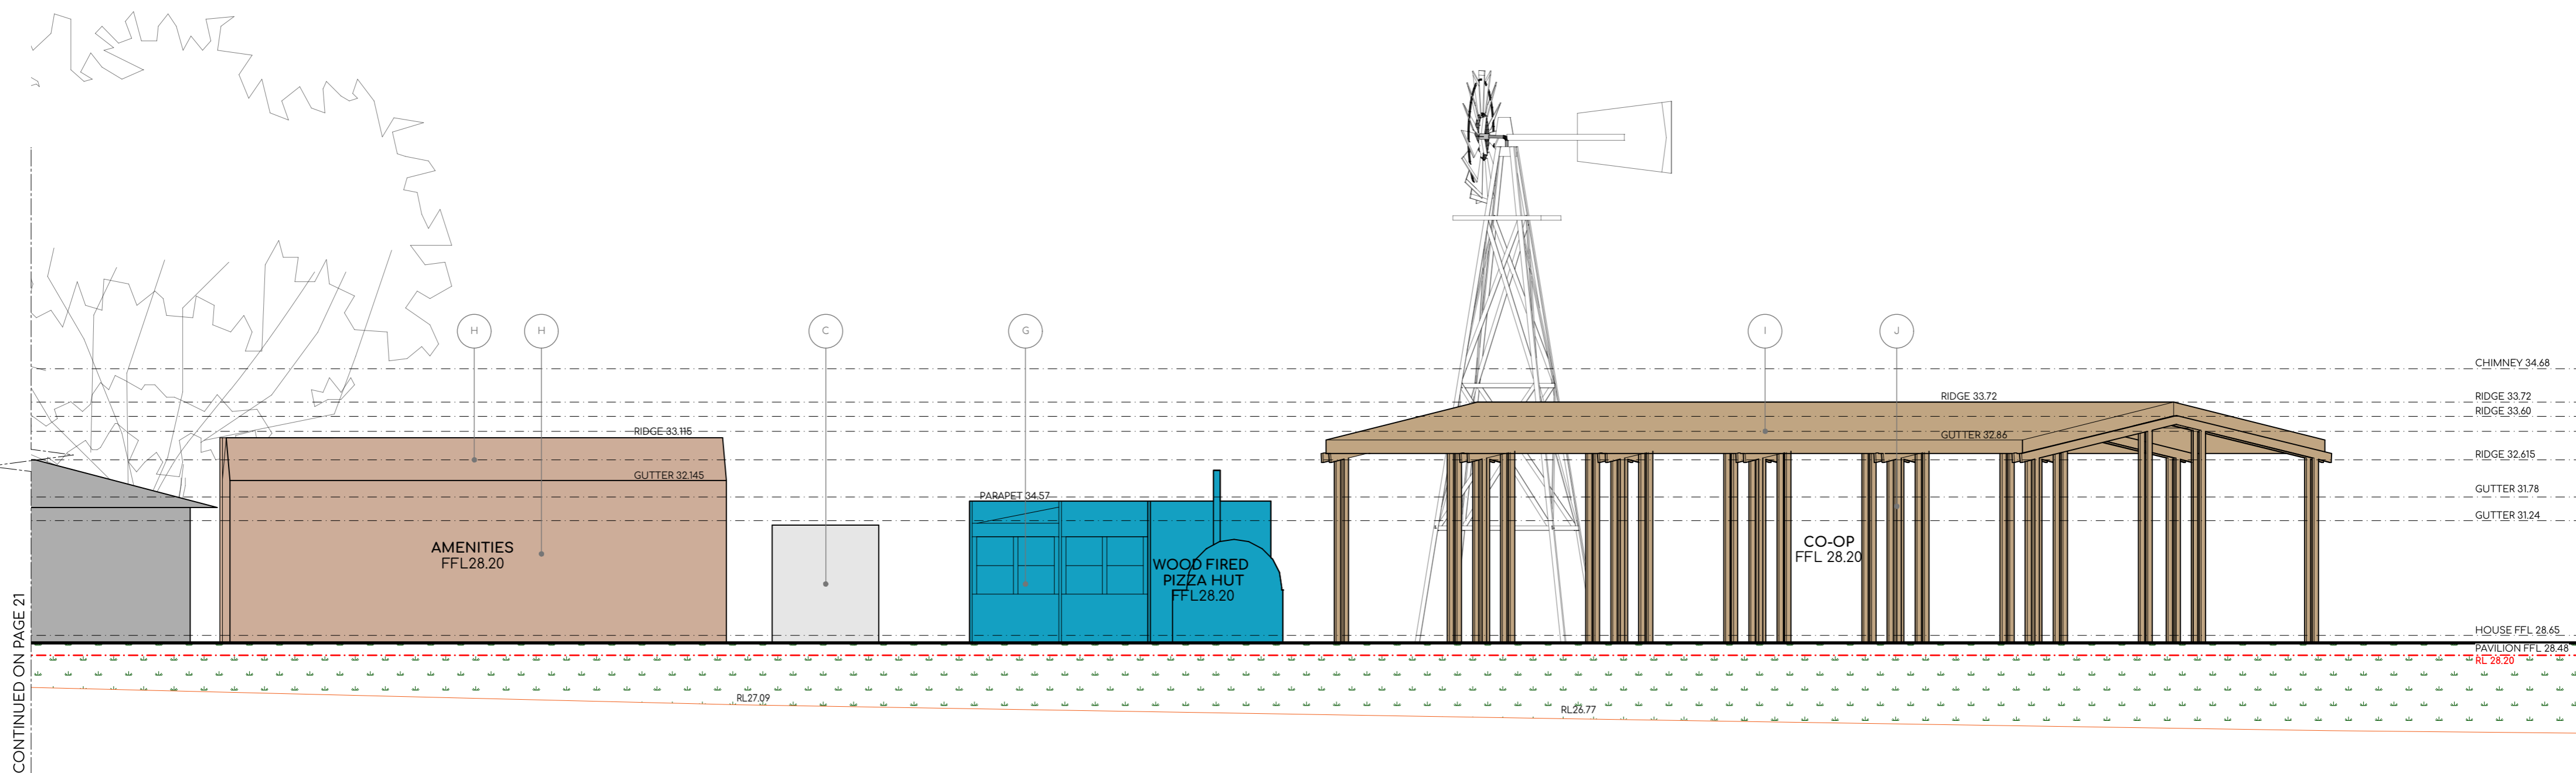 H
H
C
G
I
J
CHIMNEY 34.68
RIDGE 33.72
RIDGE 33.72
RIDGE 33.60
RIDGE 33.115
GUTTER 32.86
RIDGE 32.615
GUTTER 32.145
GUTTER 31.78
PARAPET 34.57
GUTTER 31.24
AMENITIES
FFL28.20
WOOD FIRED
PIZZA HUT
FFL28.20
CO-OP
FFL 28.20
HOUSE FFL 28.65
PAVILION FFL 28.48
RL 28.20
RL27.09
RL26.77
CONTINUED ON PAGE 21